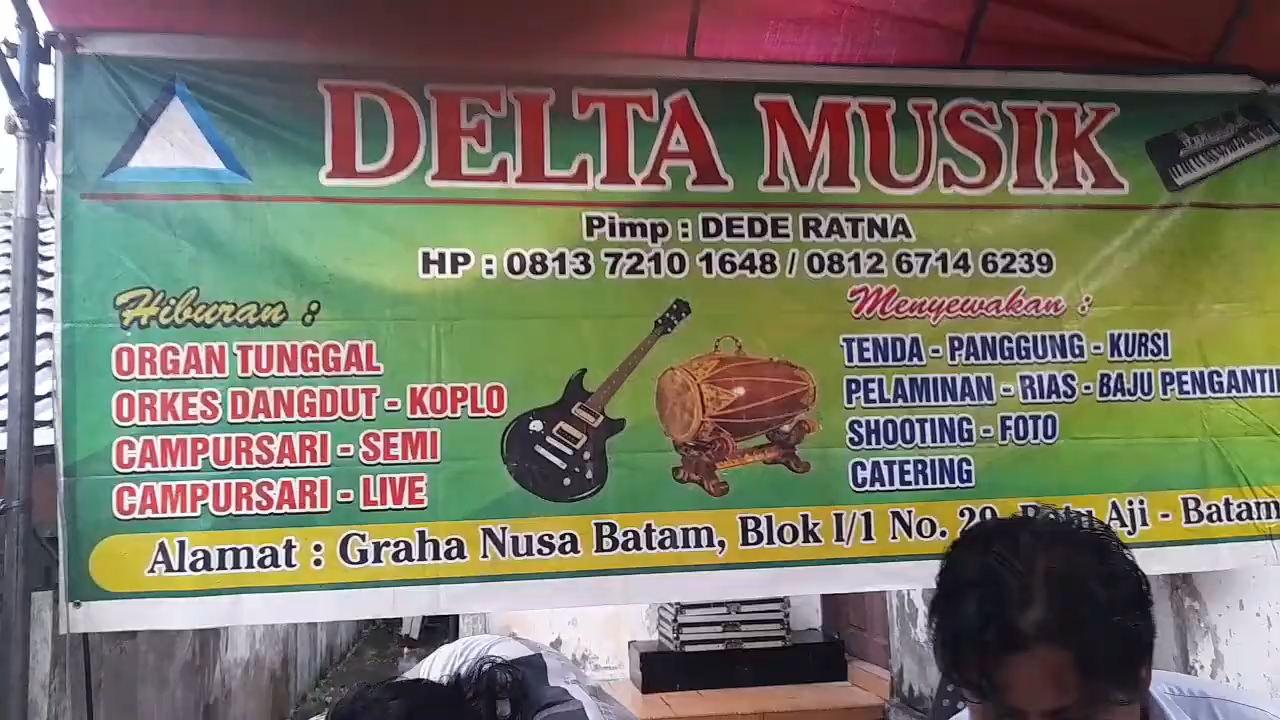 DELTA MUSIK
Pimp : DEDE RATNA
HP : 0813 7210 1648 / 0812 6714 6239
Hiburan :
ORGAN TUNGGAL
ORKES DANGDUT - KOPLO
CAMPURSARI - SEMI
CAMPURSARI - LIVE
Menyewakan :
TENDA - PANGGUNG - KURSI
PELAMINAN - RIAS - BAJU
SHOOTING - FOTO
CATERING
Alamat : Graha Nusa Batam, Blok I/1 No. Aji - Batam